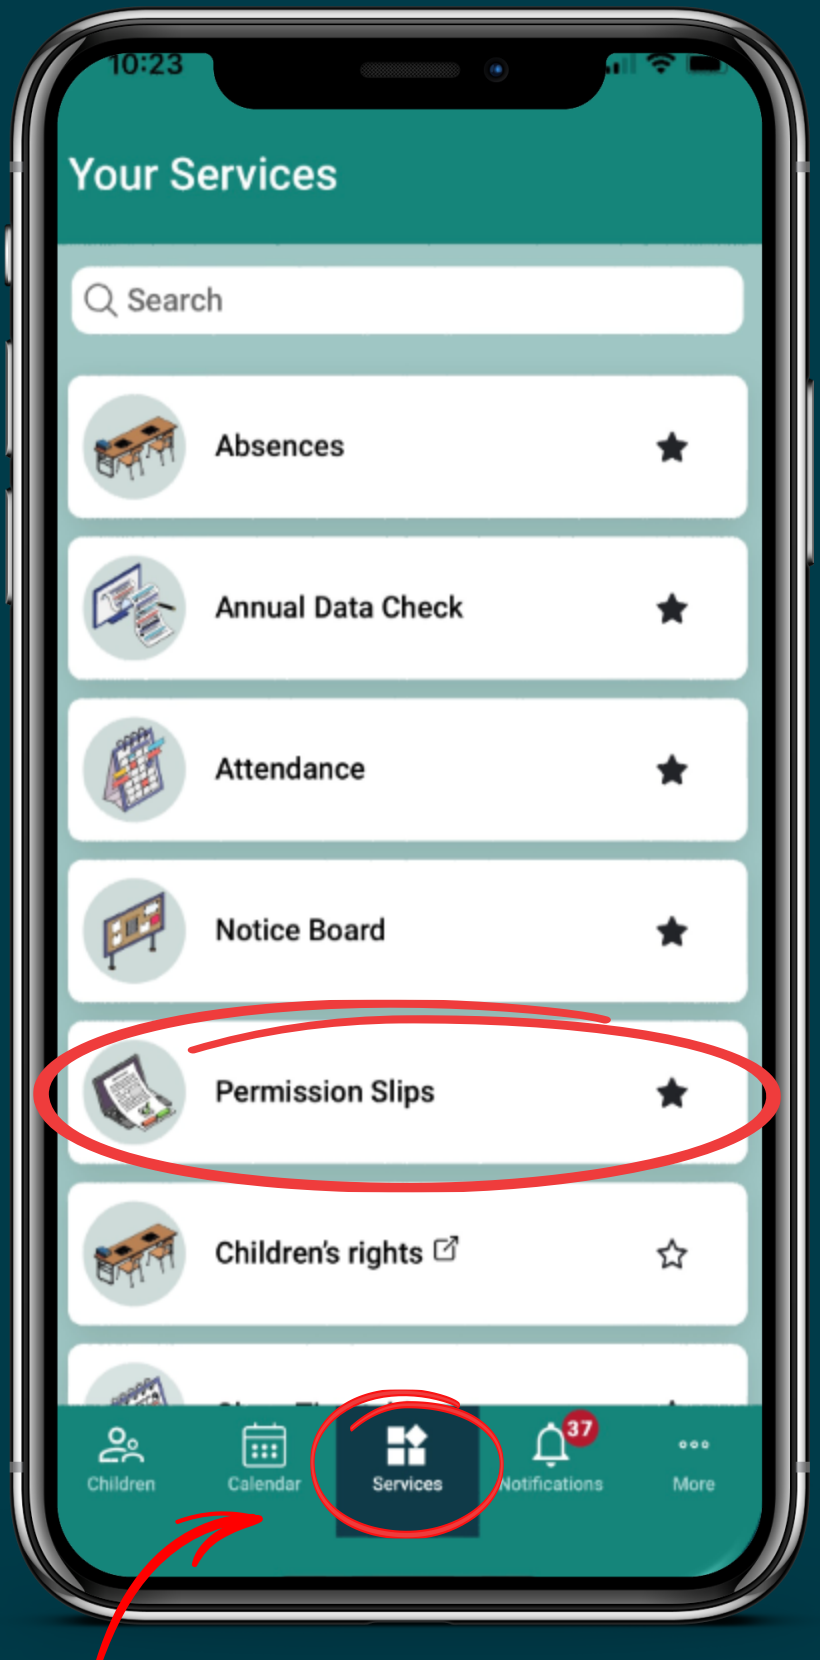 10:23
Your Services
Search
Absences
Annual Data Check
Attendance
Notice Board
Permission Slips
Children's rights
37
Children
Calendar
Services
Notifications
More